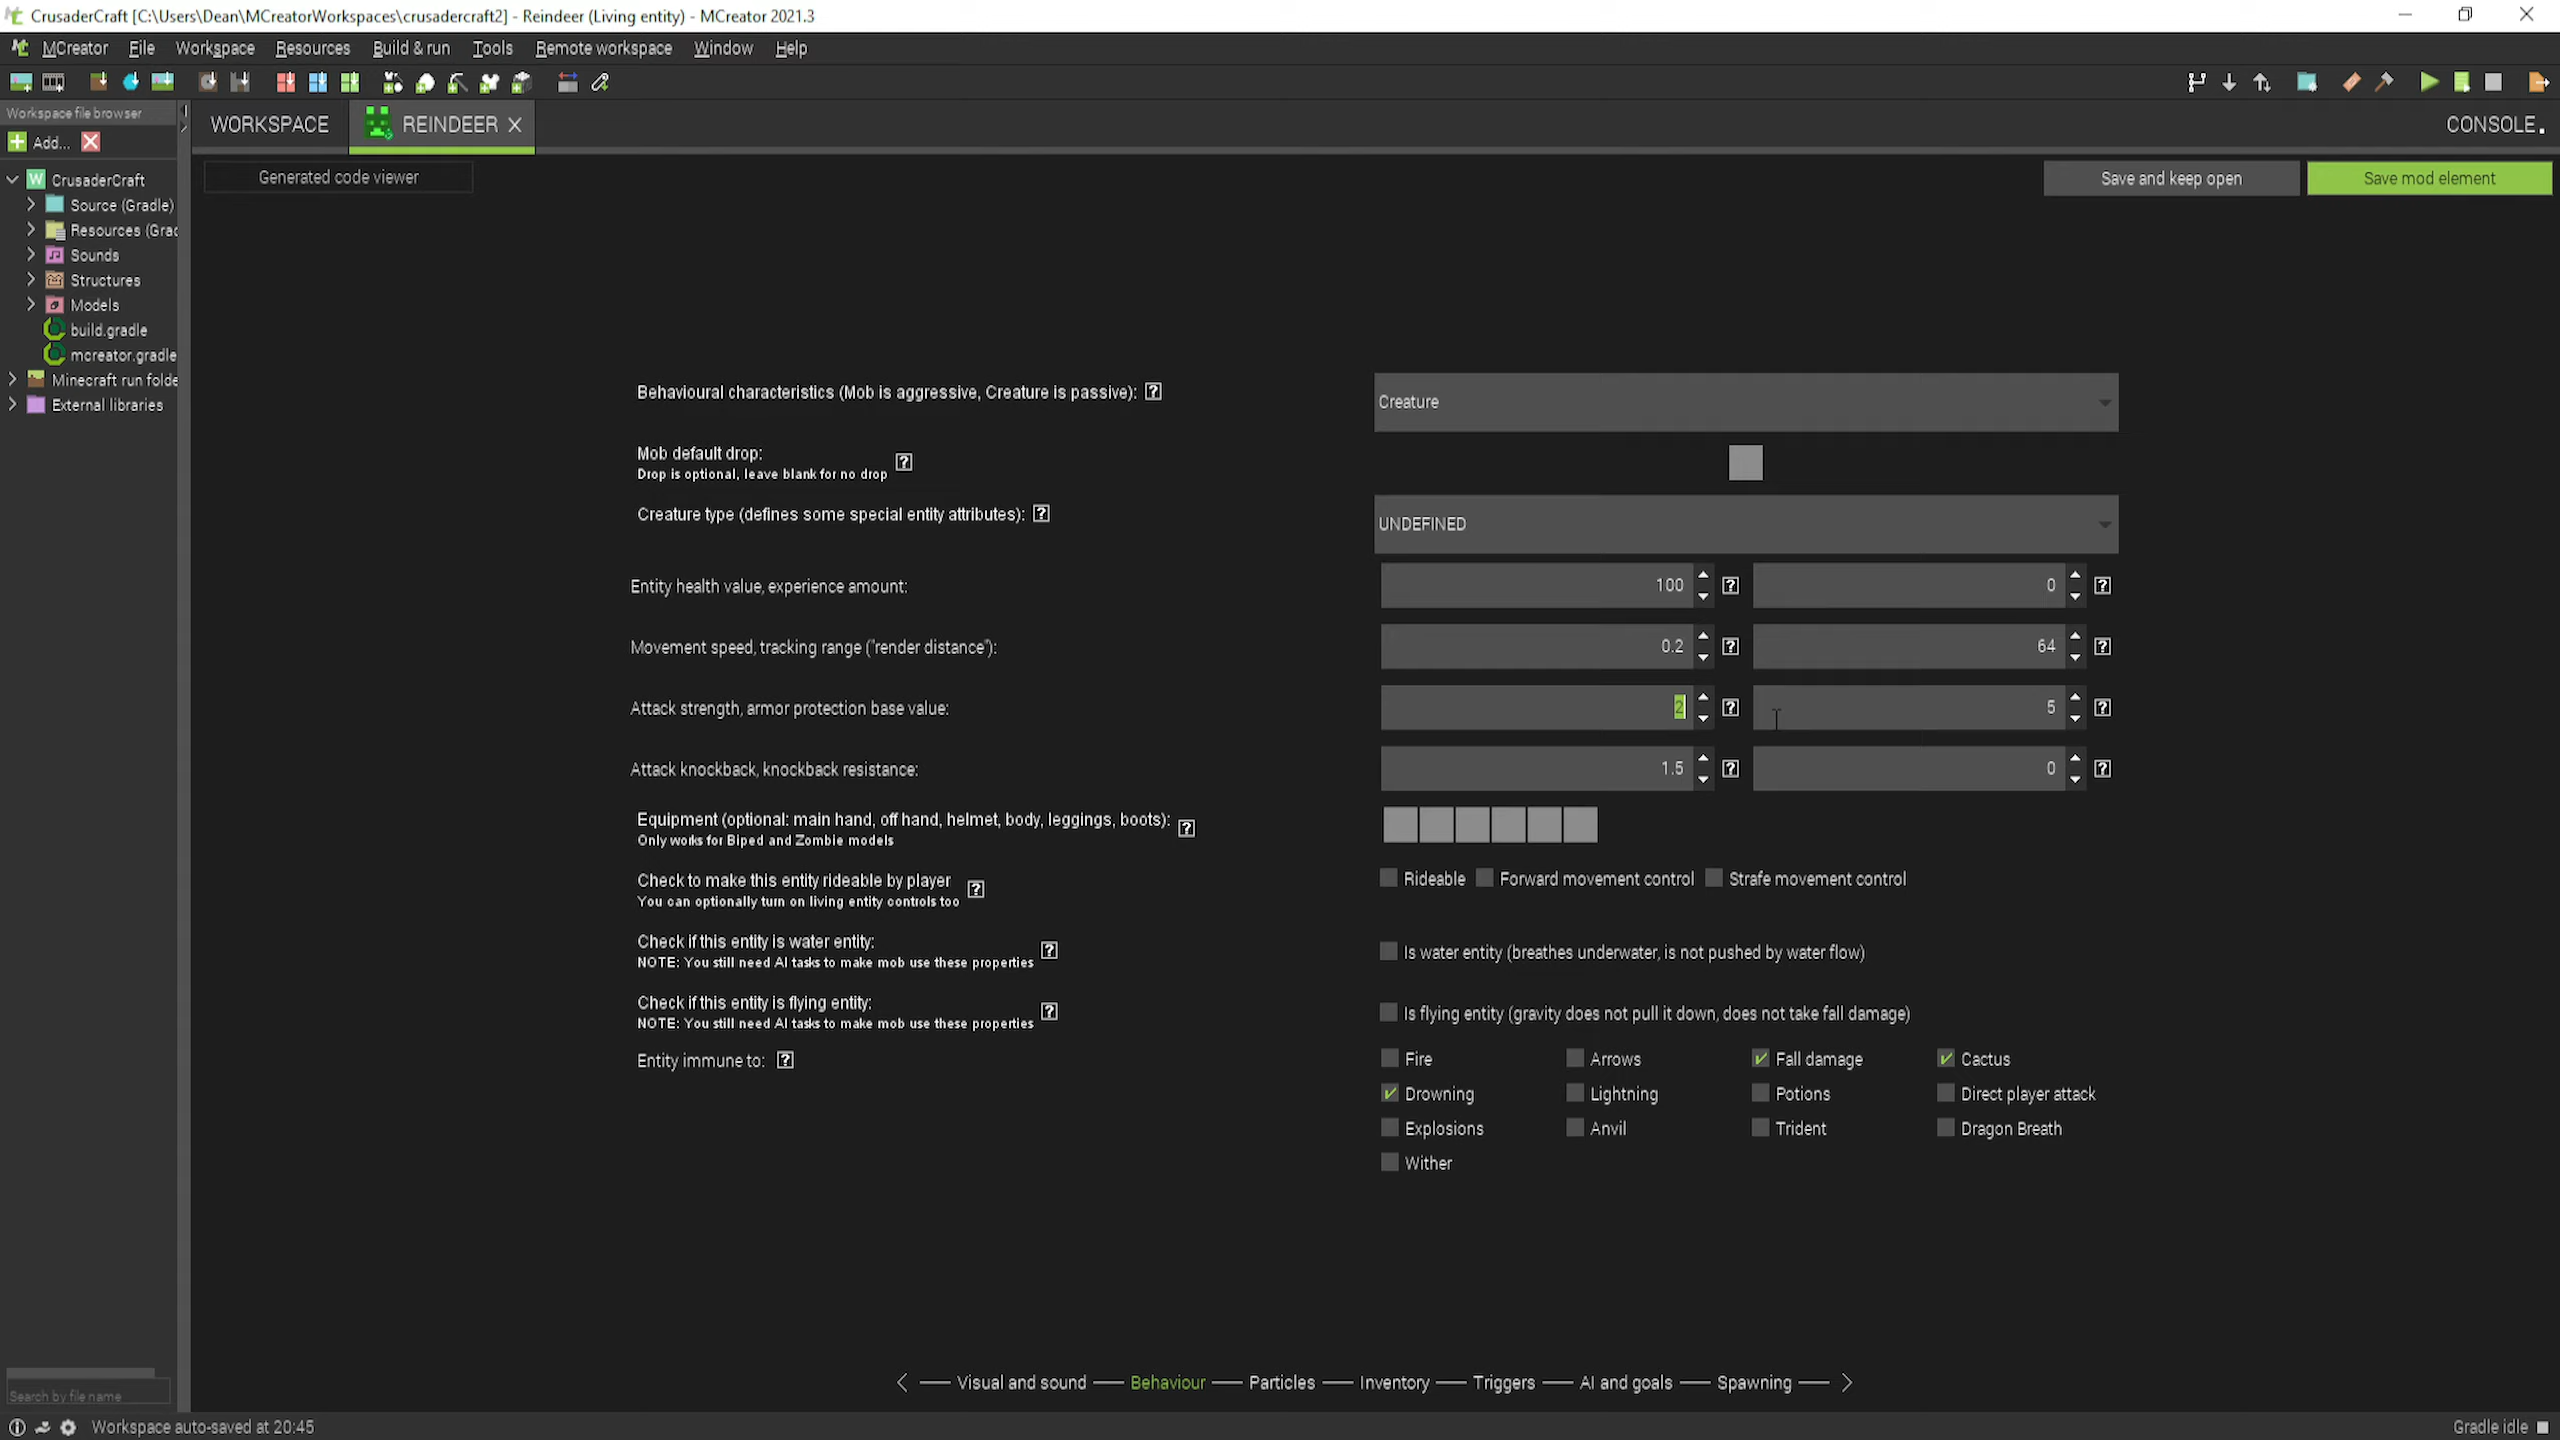 CrusaderCraft [C:\Users\Dean\MCreatorWorkspaces\crusadercraft2] - Reindeer (Living entity) - MCreator 2021.3
MCreator File Workspace Resources Build & run Tools Remote workspace Window Help
Workspace file browser
Add...
WORKSPACE
REINDEER
CONSOLE
Generated code viewer
Save and keep open
Save mod element
CrusaderCraft
Source (Gradle)
Resources (Grad
Sounds
Structures
Models
build.gradle
mcreator.gradle
Minecraft run folde
External libraries
Behavioural characteristics (Mob is aggressive, Creature is passive): ?
Creature
Mob default drop:
Drop is optional, leave blank for no drop ?
Creature type (defines some special entity attributes): ?
UNDEFINED
Entity health value, experience amount: 100 ? 0 ?
Movement speed, tracking range ("render distance"): 0.2 ? 64 ?
Attack strength, armor protection base value: 2 ? 5 ?
Attack knockback, knockback resistance: 1.5 ? 0 ?
Equipment (optional: main hand, off hand, helmet, body, leggings, boots): ?
Only works for Biped and Zombie models
Check to make this entity rideable by player ?
You can optionally turn on living entity controls too
Rideable Forward movement control Strafe movement control
Check if this entity is water entity: ?
NOTE: You still need AI tasks to make mob use these properties
Is water entity (breathes underwater, is not pushed by water flow)
Check if this entity is flying entity: ?
NOTE: You still need AI tasks to make mob use these properties
Is flying entity (gravity does not pull it down, does not take fall damage)
Entity immune to: ?
Fire Arrows Fall damage Cactus
Drowning Lightning Potions Direct player attack
Explosions Anvil Trident Dragon Breath
Wither
Visual and sound Behaviour Particles Inventory Triggers AI and goals Spawning
Search by file name
Workspace auto-saved at 20:45
Gradle idle